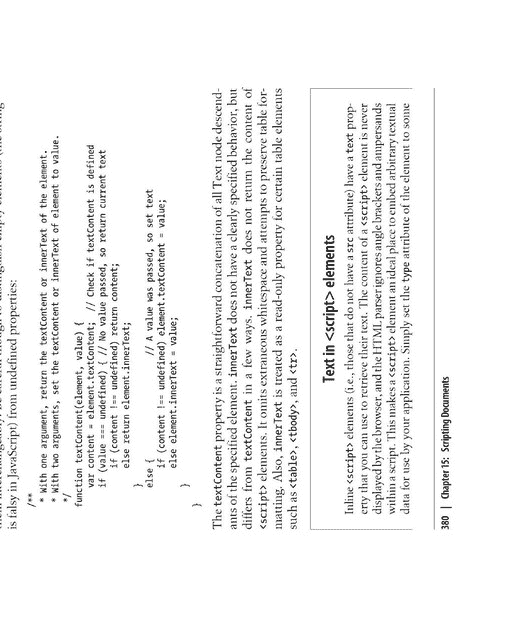 is falsy in JavaScript) from undefined properties:
/**
 * With one argument, return the textContent or innerText of the element.
 * With two arguments, set the textContent or innerText of element to value.
 */
function textContent(element, value) {
    var content = element.textContent;  // Check if textContent is defined
    if (value === undefined) { // No value passed, so return current text
        if (content !== undefined) return content;
        else return element.innerText;
    }
    else {                     // A value was passed, so set text
        if (content !== undefined) element.textContent = value;
        else element.innerText = value;
    }
}
The textContent property is a straightforward concatenation of all Text node descend-
ants of the specified element. innerText does not have a clearly specified behavior, but
differs from textContent in a few ways. innerText does not return the content of
<script> elements. It omits extraneous whitespace and attempts to preserve table for-
matting. Also, innerText is treated as a read-only property for certain table elements
such as <table>, <tbody>, and <tr>.
Text in <script> elements
Inline <script> elements (i.e., those that do not have a src attribute) have a text prop-
erty that you can use to retrieve their text. The content of a <script> element is never
displayed by the browser, and the HTML parser ignores angle brackets and ampersands
within a script. This makes a <script> element an ideal place to embed arbitrary textual
data for use by your application. Simply set the type attribute of the element to some
380 | Chapter 15: Scripting Documents